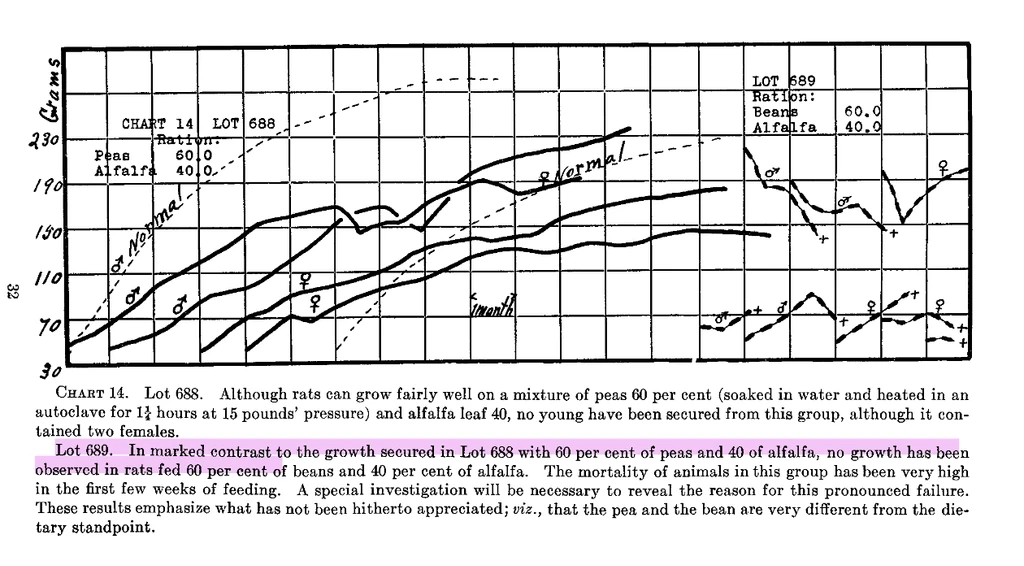 Grams
230
190
150
110
70
30
CHART 14 LOT 688
Ration:
Peas 60.0
Alfalfa 40.0
♂ Normal
♂
♂
♀
♀
♀ Normal
1 month
LOT 689
Ration:
Beans 60.0
Alfalfa 40.0
♂
♂
♀
+
+
♂
+
♂
+
♀
+
♀
+
+
32
CHART 14. Lot 688. Although rats can grow fairly well on a mixture of peas 60 per cent (soaked in water and heated in an
autoclave for 1¼ hours at 15 pounds' pressure) and alfalfa leaf 40, no young have been secured from this group, although it con-
tained two females.
Lot 689. In marked contrast to the growth secured in Lot 688 with 60 per cent of peas and 40 of alfalfa, no growth has been
observed in rats fed 60 per cent of beans and 40 per cent of alfalfa. The mortality of animals in this group has been very high
in the first few weeks of feeding. A special investigation will be necessary to reveal the reason for this pronounced failure.
These results emphasize what has not been hitherto appreciated; viz., that the pea and the bean are very different from the die-
tary standpoint.